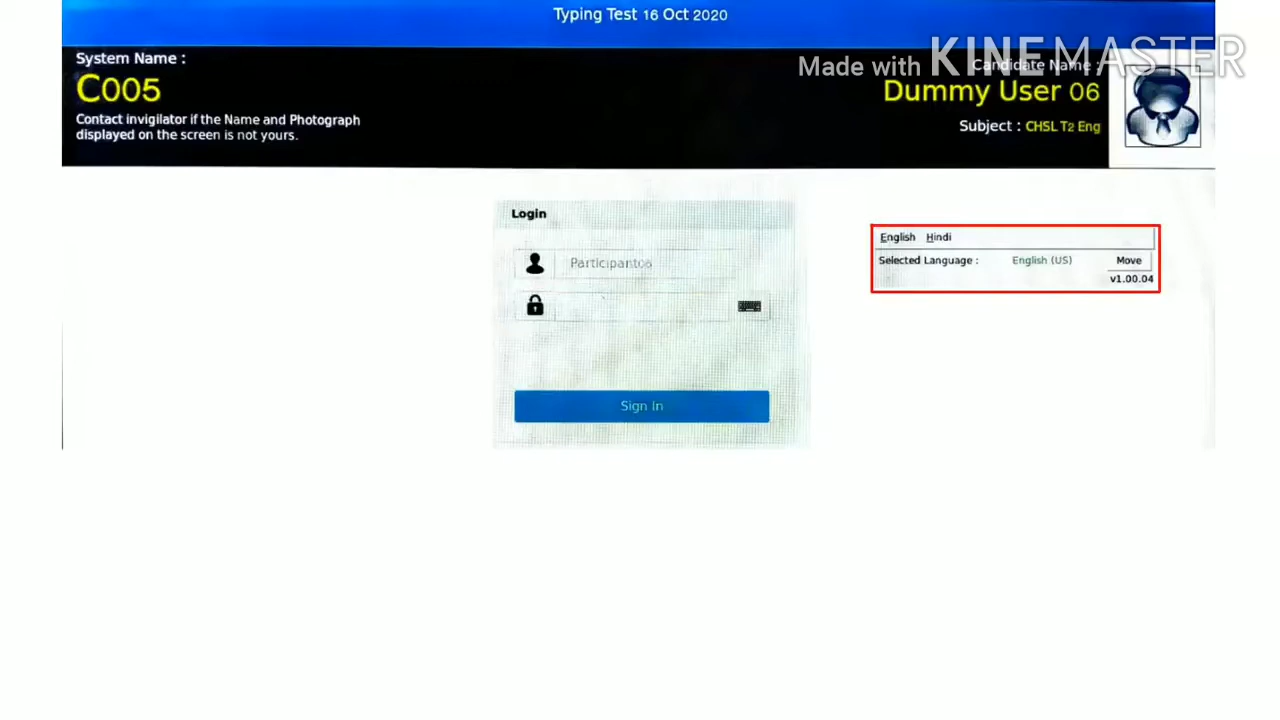 Typing Test 16 Oct 2020
Made with KINEMASTER
System Name :
C005
Contact invigilator if the Name and Photograph
displayed on the screen is not yours.
Candidate Name :
Dummy User 06
Subject : CHSL T2 Eng
Login
Participant06
Sign In
English Hindi
Selected Language : English (US) Move
v1.00.04